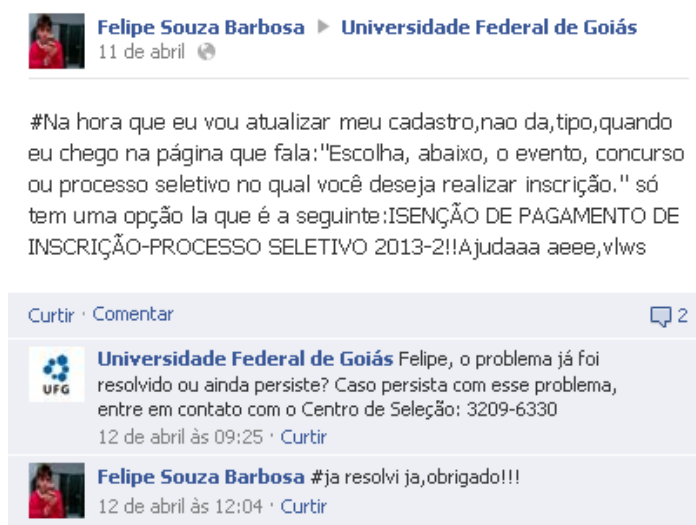 Felipe Souza Barbosa ▶ Universidade Federal de Goiás
11 de abril
#Na hora que eu vou atualizar meu cadastro,nao da,tipo,quando
eu chego na página que fala:"Escolha, abaixo, o evento, concurso
ou processo seletivo no qual você deseja realizar inscrição." só
tem uma opção la que é a seguinte:ISENÇÃO DE PAGAMENTO DE
INSCRIÇÃO-PROCESSO SELETIVO 2013-2!!Ajudaaa aeee,vlws
Curtir · Comentar 2
Universidade Federal de Goiás Felipe, o problema já foi
resolvido ou ainda persiste? Caso persista com esse problema,
entre em contato com o Centro de Seleção: 3209-6330
UFG
12 de abril às 09:25 · Curtir
Felipe Souza Barbosa #ja resolvi ja,obrigado!!!
12 de abril às 12:04 · Curtir